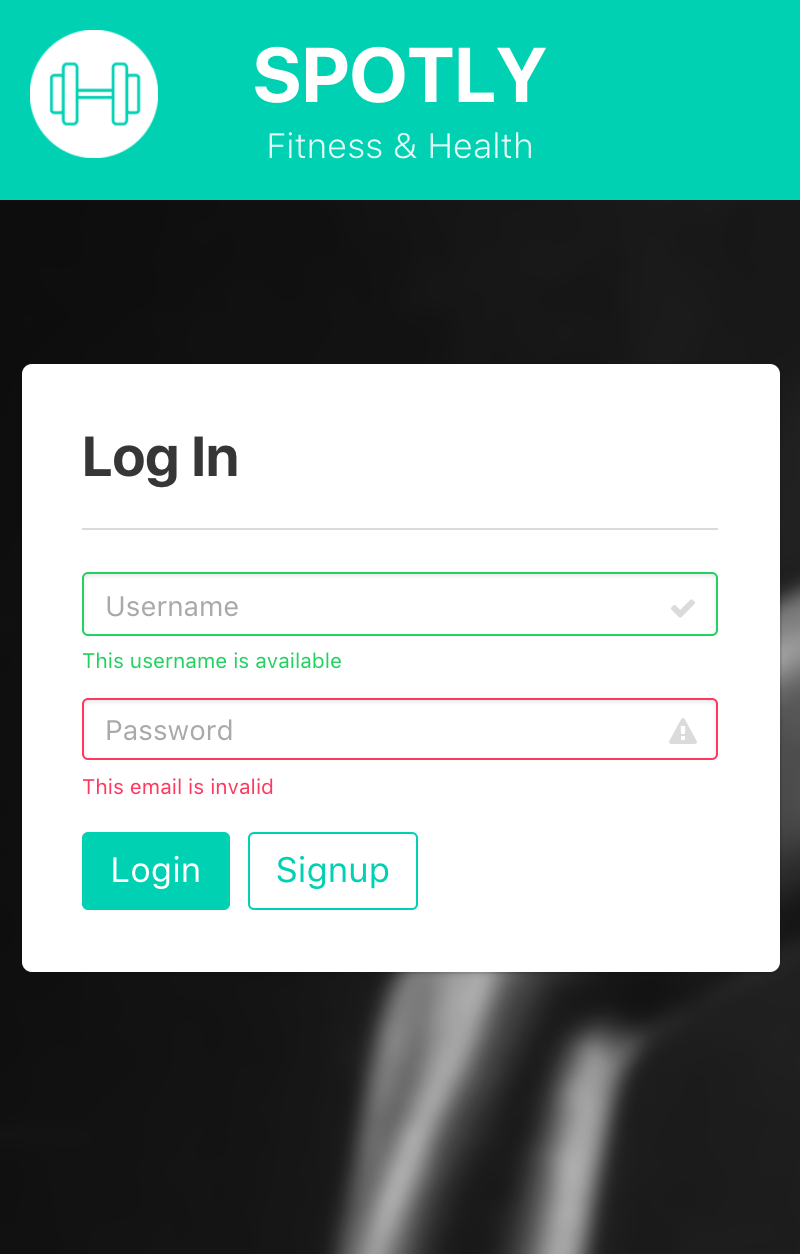 SPOTLY
Fitness & Health
Log In
Username
This username is available
Password
This email is invalid
Login Signup